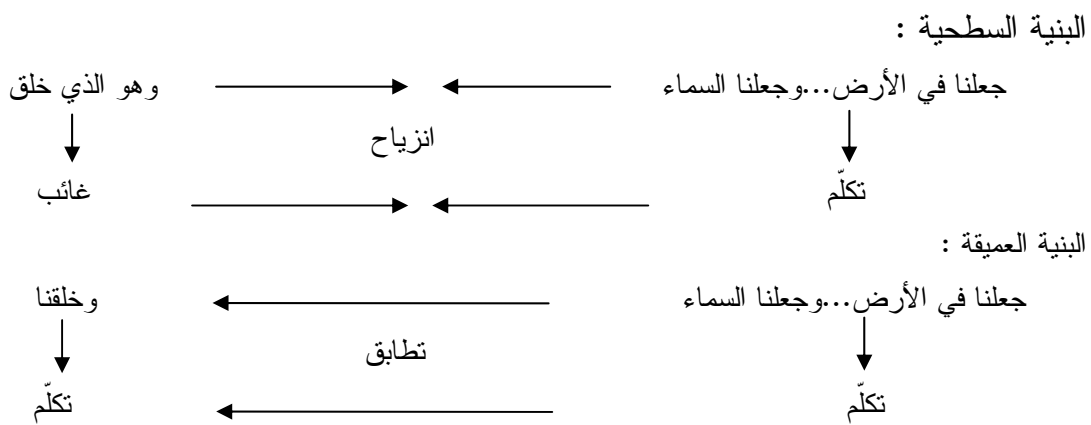 البنية السطحية :
جعلنا في الأرض...وجعلنا السماء وهو الذي خلق
انزياح
تكلّم غائب
البنية العميقة :
جعلنا في الأرض...وجعلنا السماء وخلقنا
تطابق
تكلّم تكلّم